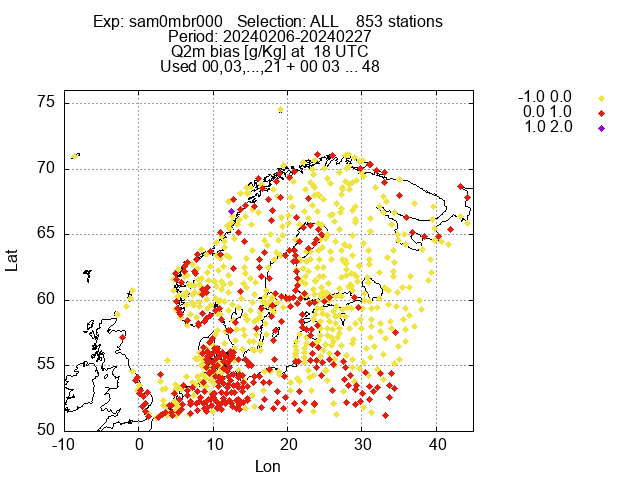 Exp: sam0mbr000   Selection: ALL    853 stations
Period: 20240206-20240227
Q2m bias [g/Kg] at  18 UTC
Used 00,03,...,21 + 00 03 ... 48
-1.0 0.0
0.0 1.0
1.0 2.0
75
70
65
60
55
50
Lat
-10 0 10 20 30 40
Lon